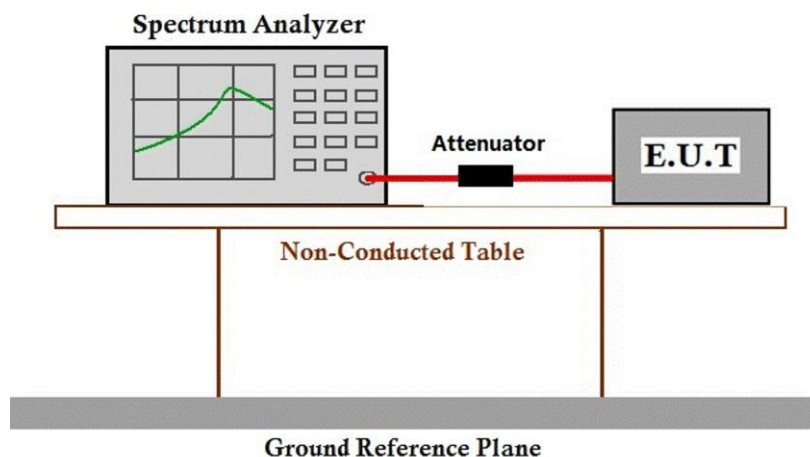 Spectrum Analyzer
Attenuator
E.U.T
Non-Conducted Table
Ground Reference Plane